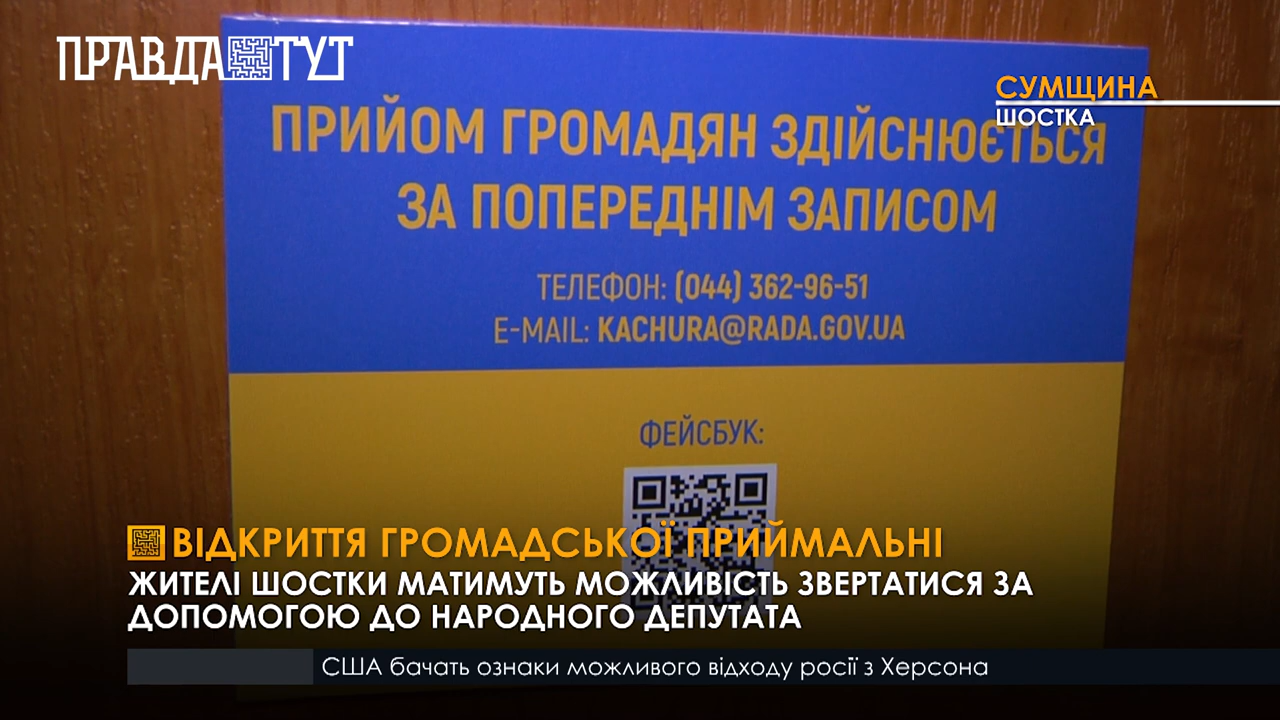 ПРАВДА ТУТ
СУМЩИНА
ШОСТКА
ПРИЙОМ ГРОМАДЯН ЗДІЙСНЮЄТЬСЯ
ЗА ПОПЕРЕДНІМ ЗАПИСОМ
ТЕЛЕФОН: (044) 362-96-51
E-MAIL: KACHURA@RADA.GOV.UA
ФЕЙСБУК:
ВІДКРИТТЯ ГРОМАДСЬКОЇ ПРИЙМАЛЬНІ
ЖИТЕЛІ ШОСТКИ МАТИМУТЬ МОЖЛИВІСТЬ ЗВЕРТАТИСЯ ЗА
ДОПОМОГОЮ ДО НАРОДНОГО ДЕПУТАТА
США бачать ознаки можливого відходу росії з Херсона